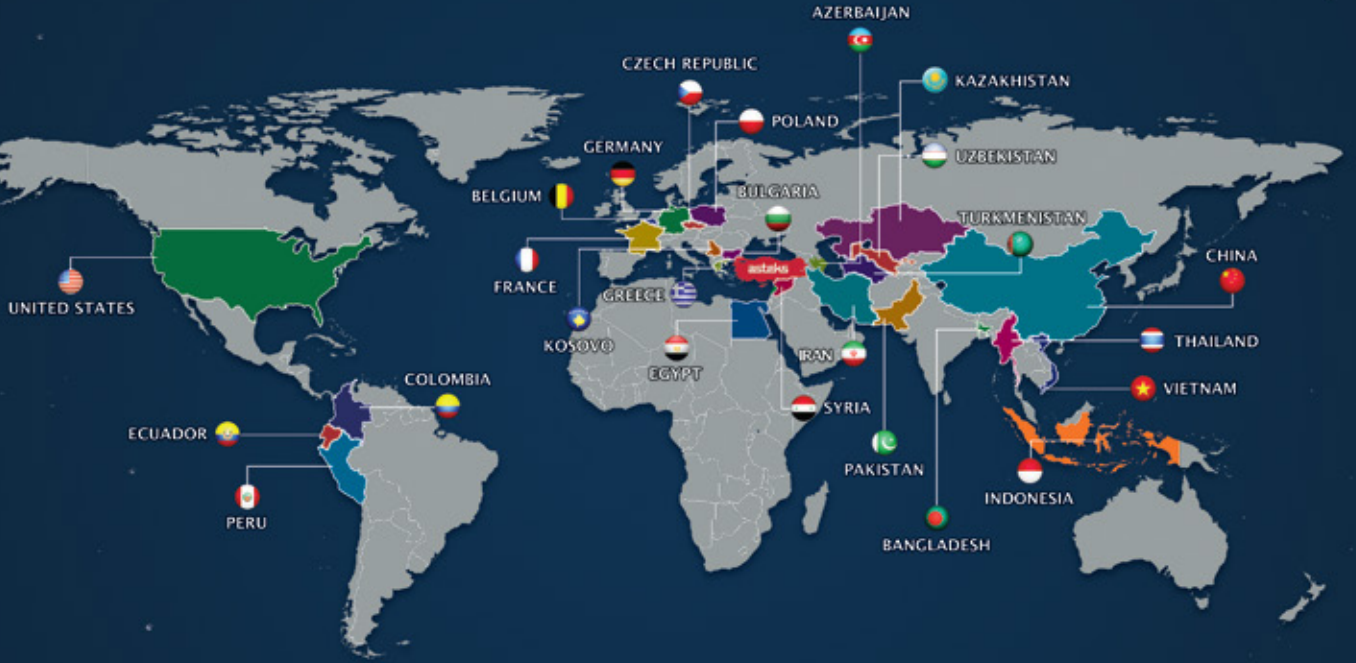 AZERBAIJAN
CZECH REPUBLIC
KAZAKHSTAN
POLAND
GERMANY
UZBEKISTAN
BELGIUM
BULGARIA
TURKMENISTAN
CHINA
asteks
FRANCE
GREECE
UNITED STATES
KOSOVO
THAILAND
IRAN
EGYPT
COLOMBIA
VIETNAM
SYRIA
ECUADOR
PAKISTAN
INDONESIA
PERU
BANGLADESH